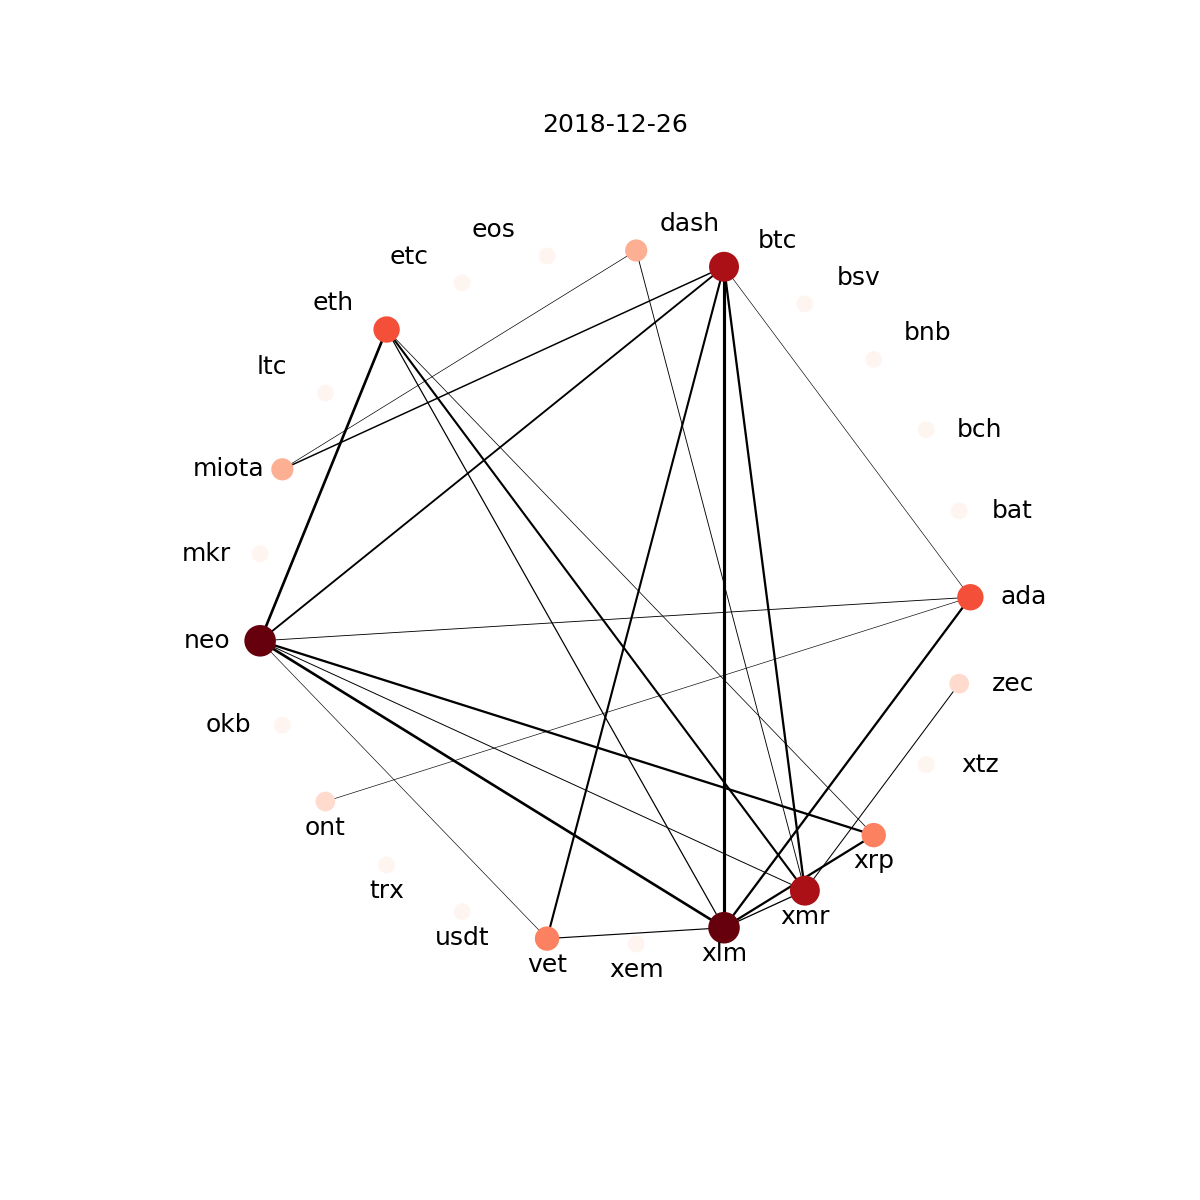 2018-12-26
dash
eos
btc
etc
bsv
eth
bnb
ltc
bch
miota
bat
mkr
ada
neo
zec
okb
xtz
ont
xrp
trx
xmr
usdt
xlm
vet
xem